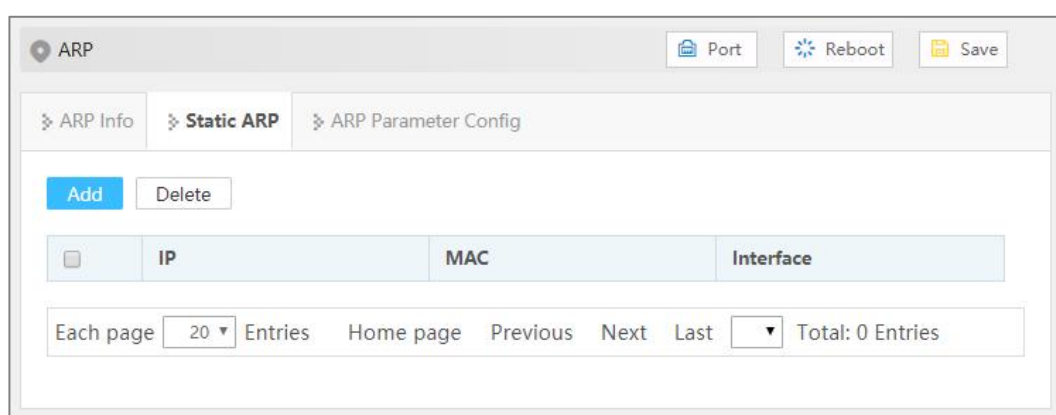 ARP Port Reboot Save
ARP Info Static ARP ARP Parameter Config
Add Delete
IP MAC Interface
Each page 20 Entries Home page Previous Next Last Total: 0 Entries